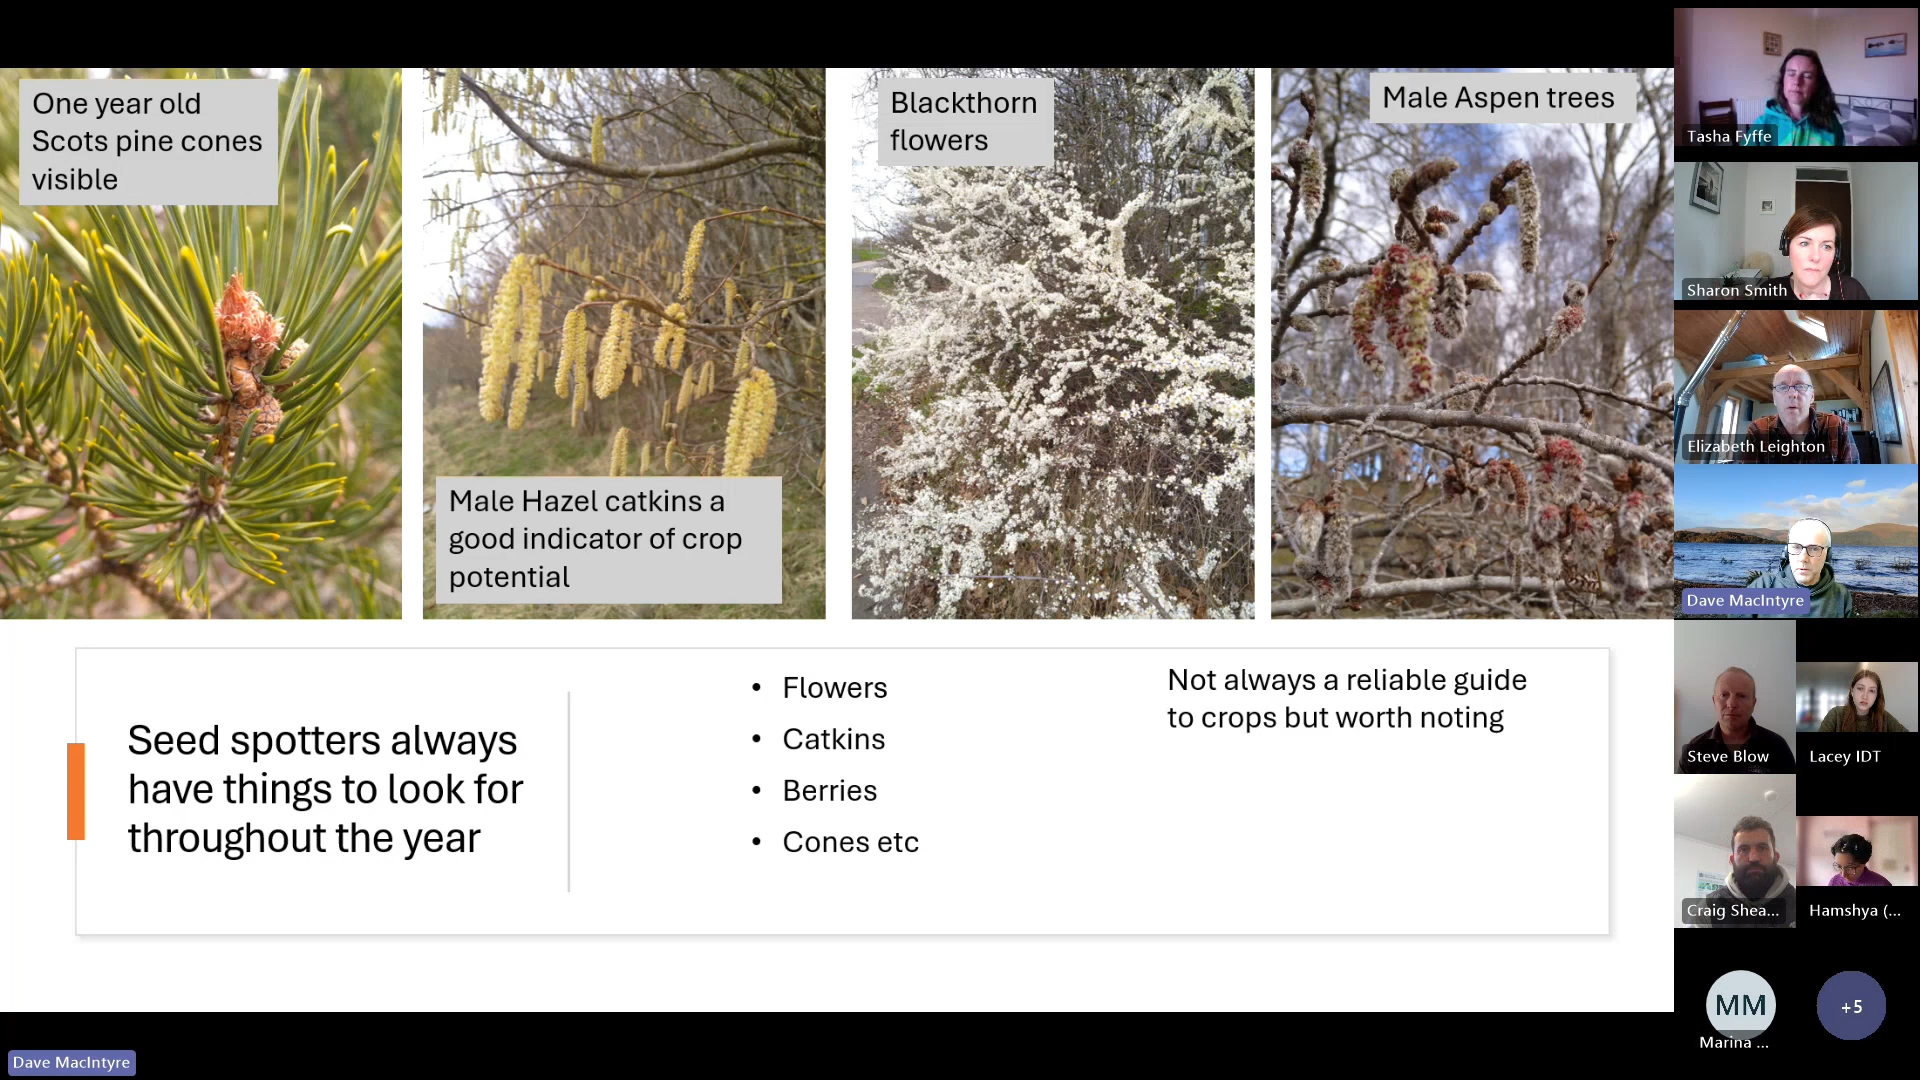 One year old
Scots pine cones
visible
Male Hazel catkins a
good indicator of crop
potential
Blackthorn
flowers
Male Aspen trees
Seed spotters always
have things to look for
throughout the year
• Flowers
• Catkins
• Berries
• Cones etc
Not always a reliable guide
to crops but worth noting
Tasha Fyffe
Sharon Smith
Elizabeth Leighton
Dave MacIntyre
Steve Blow
Lacey IDT
Craig Shea...
Hamshya (...
MM
+5
Marina ...
Dave MacIntyre